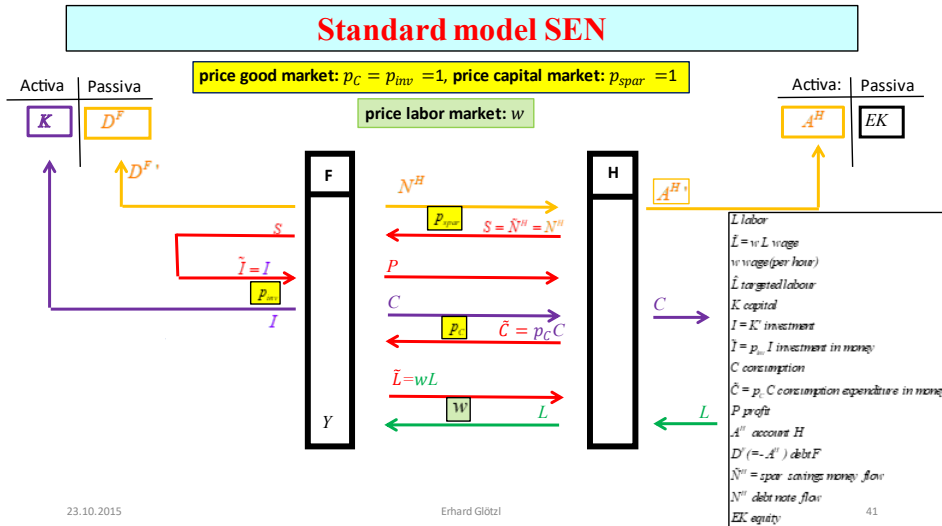 Standard model SEN
price good market: p_C = p_inv =1, price capital market: p_spar =1
price labor market: w
Activa Passiva
K D^F
D^F '
Activa: Passiva
A^H EK
F
H
N^H
A^H '
p_spar
S = Ñ^H = N^H
S
Ĩ = I
p_inv
I
P
C
p_C
C̃ = p_C C
C
L̃=wL
w
L
L
Y
L labor
L̃ = w L wage
w wage(per hour)
L̂ targeted labour
K capital
I = K' investment
Ĩ = p_inv I investment in money
C consumption
C̃ = p_C C consumption expenditure in money
P profit
A^H account H
D^F (=- A^H ) debt F
Ñ^H = spar savings money flow
N^H debt note flow
EK equity
23.10.2015
Erhard Glötzl
41